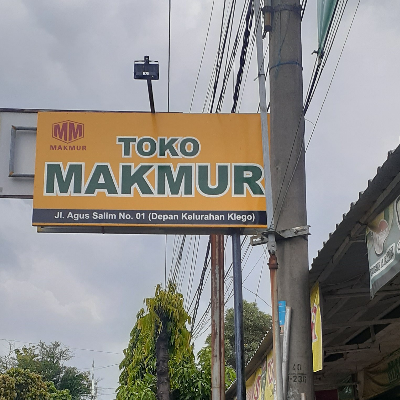 MM
MAKMUR
TOKO
MAKMUR
Jl. Agus Salim No. 01 (Depan Kelurahan Klego)